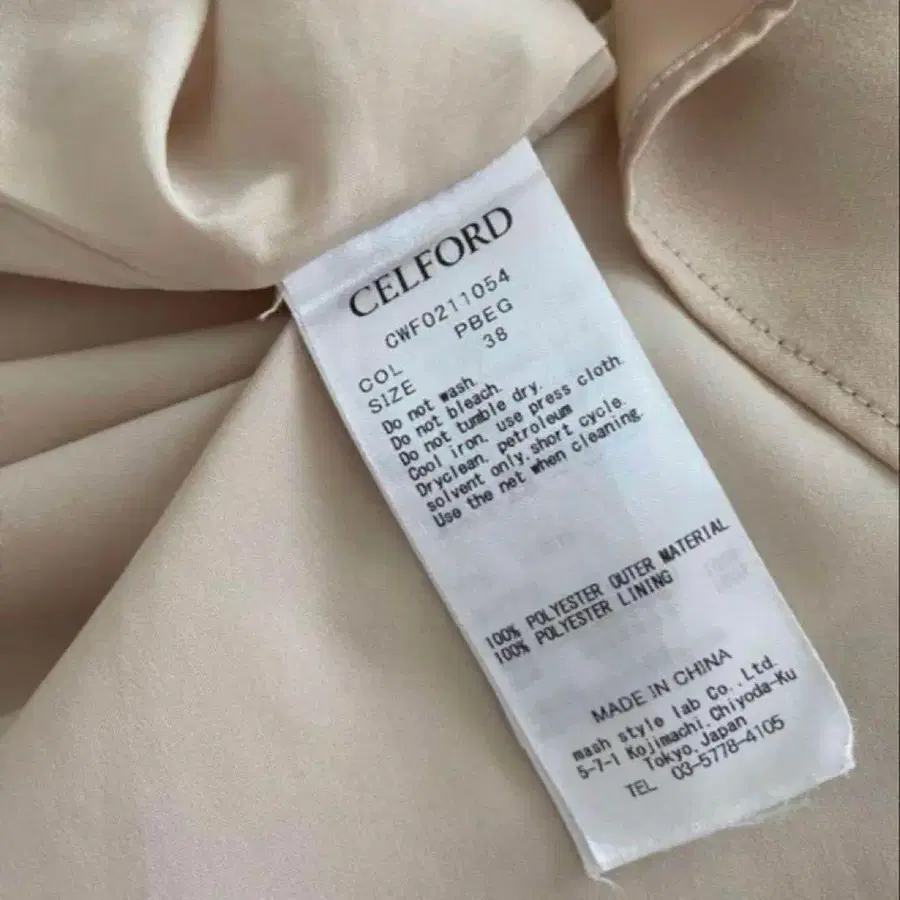 CELFORD
CWFO211054
COL PBEG
SIZE 38
Do not wash.
Do not bleach.
Do not tumble dry.
Cool iron, use press cloth.
Dryclean, petroleum
solvent only.short cycle.
Use the net when cleaning.
100% POLYESTER OUTER MATERIAL
100% POLYESTER LINING
MADE IN CHINA
mash style lab Co.,Ltd.
5-7-1 Kojimachi,Chiyoda-Ku
Tokyo,Japan
TEL 03-5778-4105